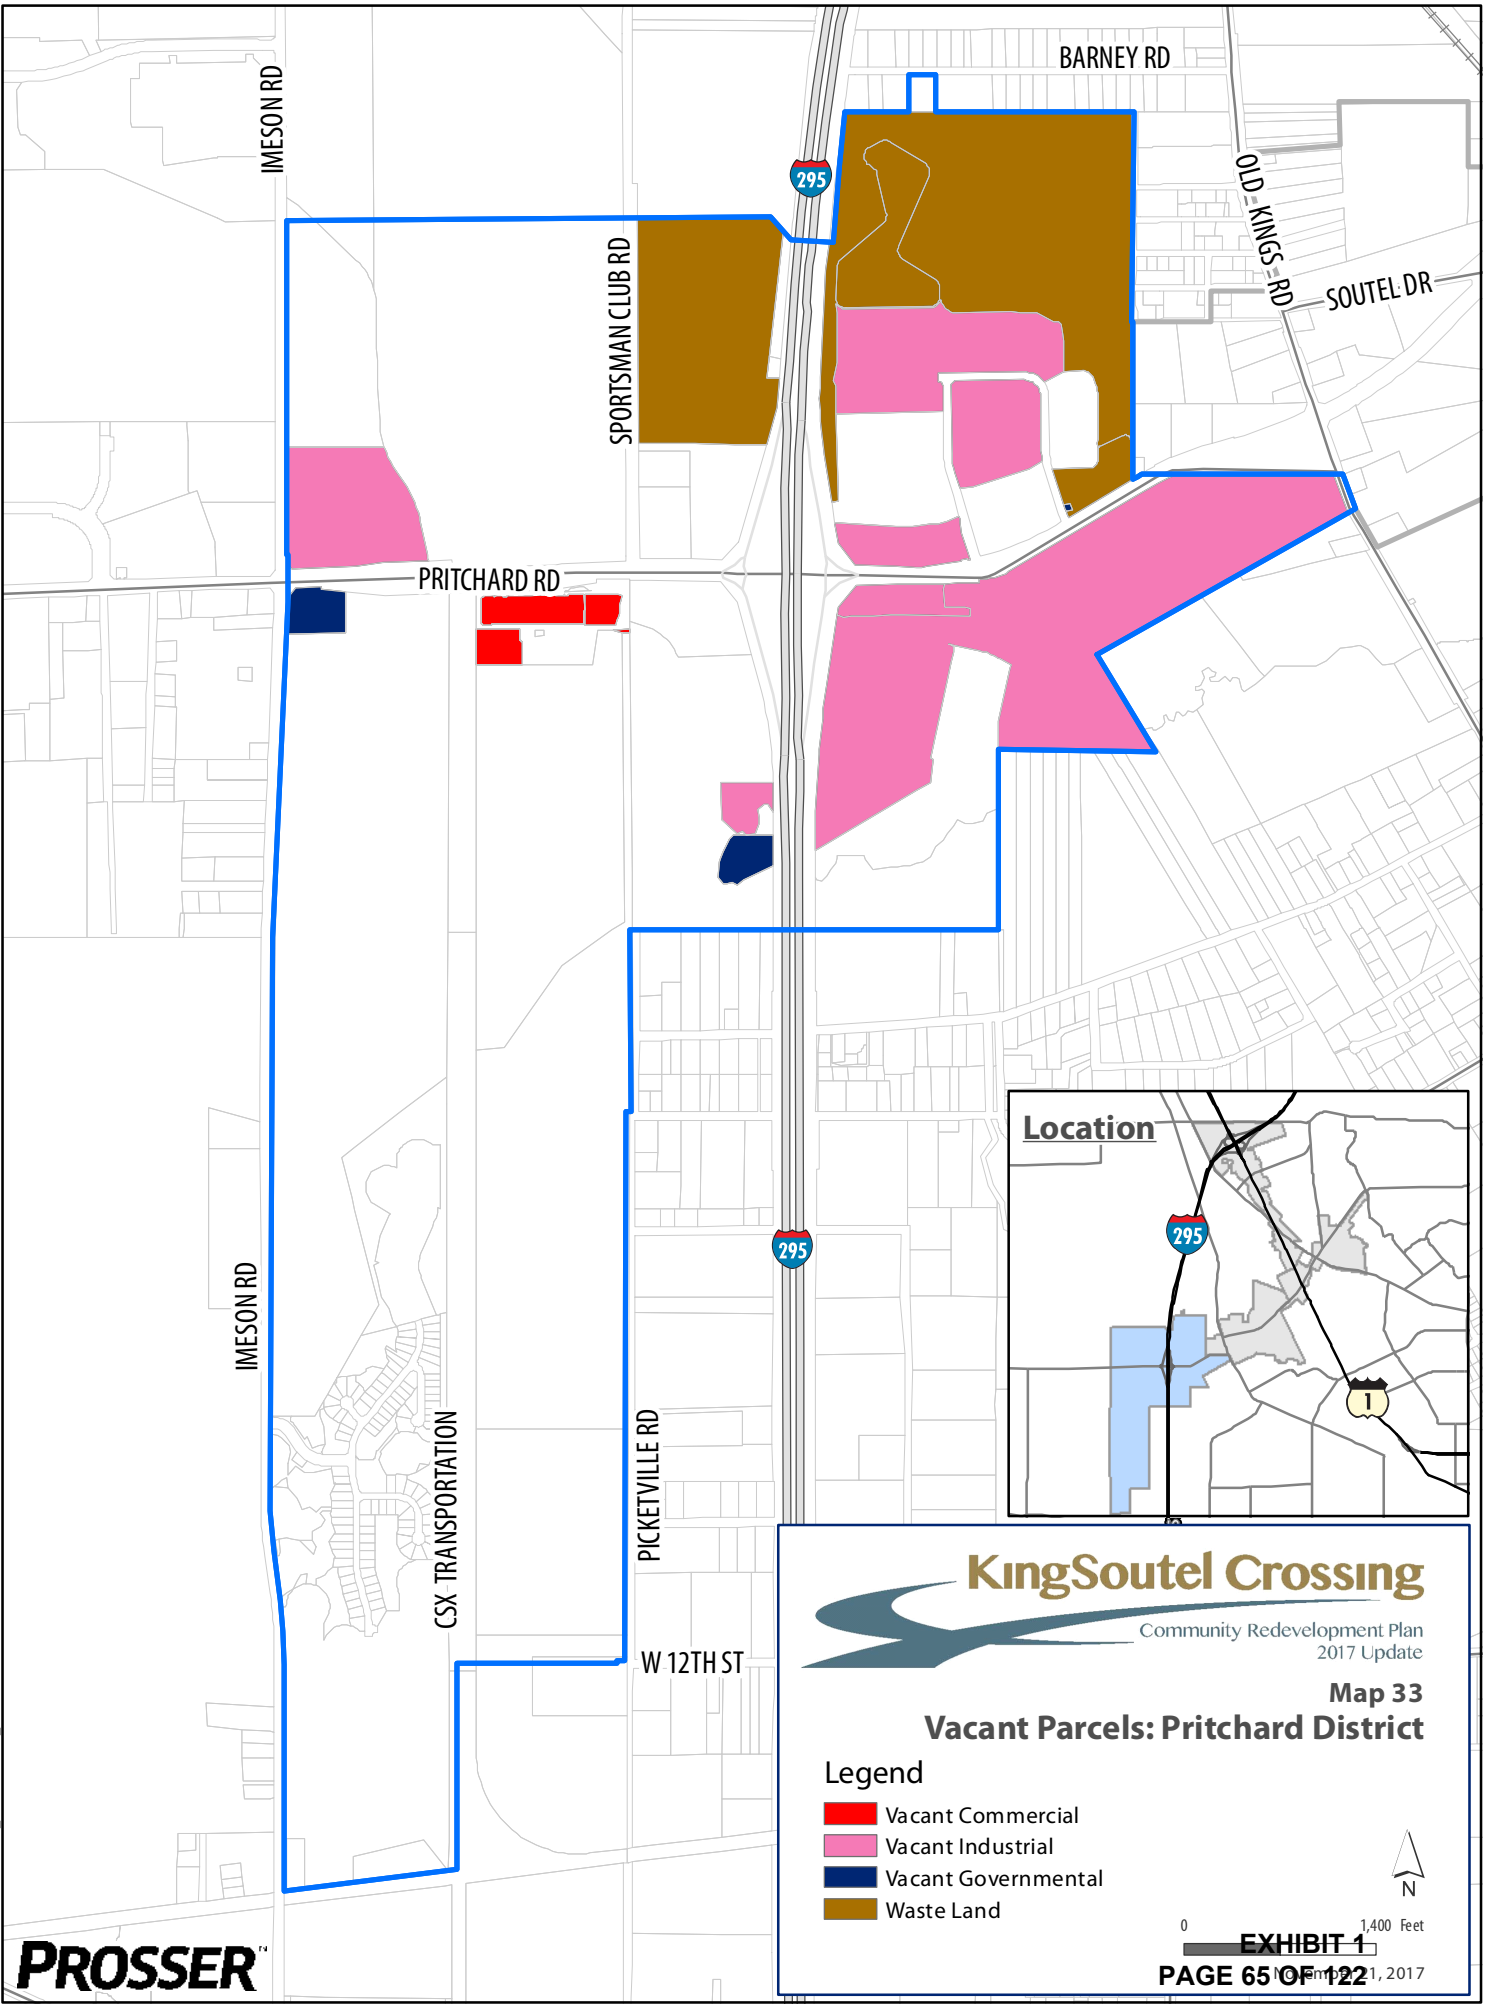 BARNEY RD
IMESON RD
295
OLD KINGS RD
SOUTEL DR
SPORTSMAN CLUB RD
PRITCHARD RD
Location
295
1
295
IMESON RD
CSX TRANSPORTATION
PICKETVILLE RD
W 12TH ST
KingSoutel Crossing
Community Redevelopment Plan
2017 Update
Map 33
Vacant Parcels: Pritchard District
Legend
Vacant Commercial
Vacant Industrial
Vacant Governmental
Waste Land
N
0 1,400 Feet
EXHIBIT 1
PAGE 65 OF 122
November 21, 2017
PROSSER